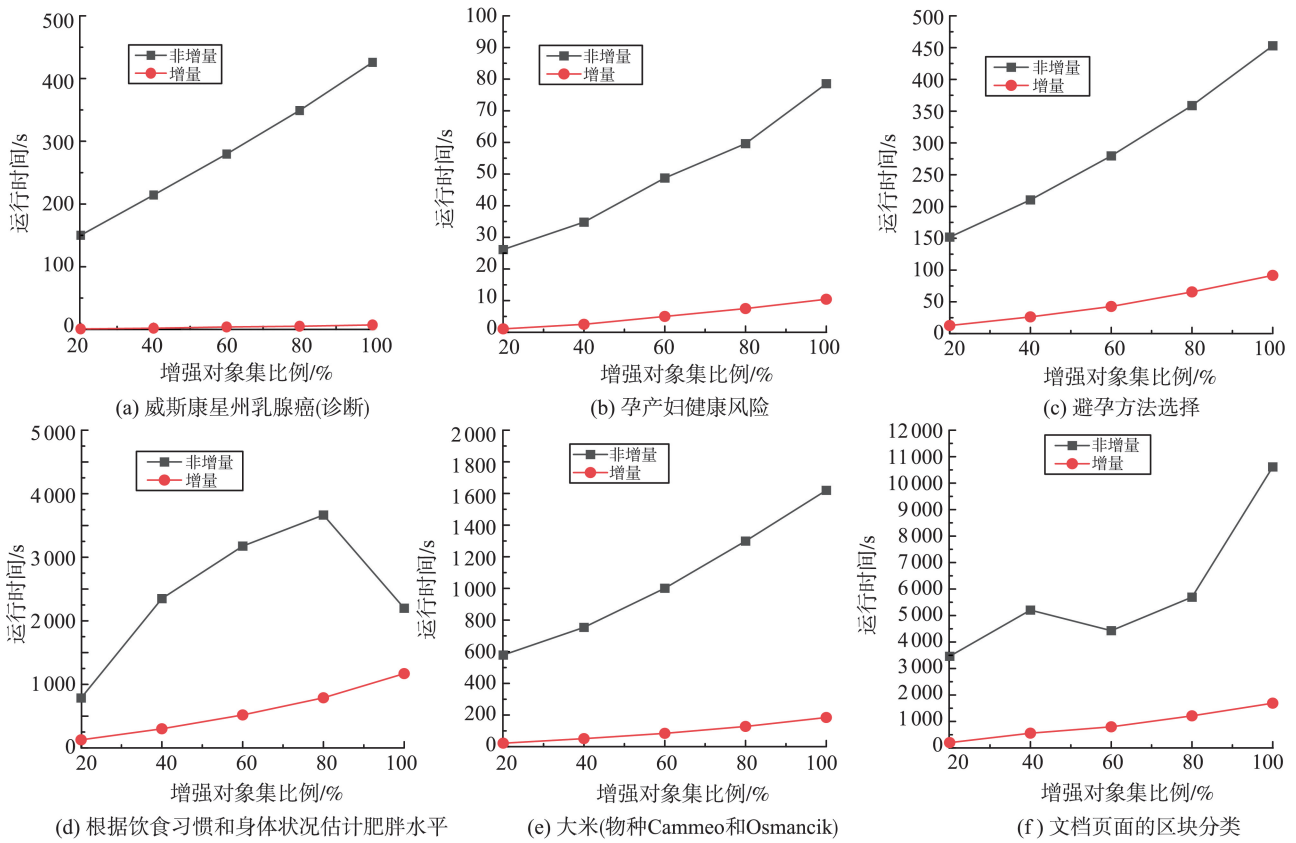 500
400
300
200
100
0
20 40 60 80 100
运行时间/s
非增量
增量
增强对象集比例/%
(a) 威斯康星州乳腺癌(诊断)
100
90
80
70
60
50
40
30
20
10
0
20 40 60 80 100
运行时间/s
非增量
增量
增强对象集比例/%
(b) 孕产妇健康风险
500
450
400
350
300
250
200
150
100
50
0
20 40 60 80 100
运行时间/s
非增量
增量
增强对象集比例/%
(c) 避孕方法选择
5 000
4 000
3 000
2 000
1 000
0
20 40 60 80 100
运行时间/s
非增量
增量
增强对象集比例/%
(d) 根据饮食习惯和身体状况估计肥胖水平
2 000
1 800
1 600
1 400
1 200
1 000
800
600
400
200
0
20 40 60 80 100
运行时间/s
非增量
增量
增强对象集比例/%
(e) 大米(物种Cammeo和Osmancik)
12 000
11 000
10 000
9 000
8 000
7 000
6 000
5 000
4 000
3 000
2 000
1 000
0
20 40 60 80 100
运行时间/s
非增量
增量
增强对象集比例/%
(f ) 文档页面的区块分类